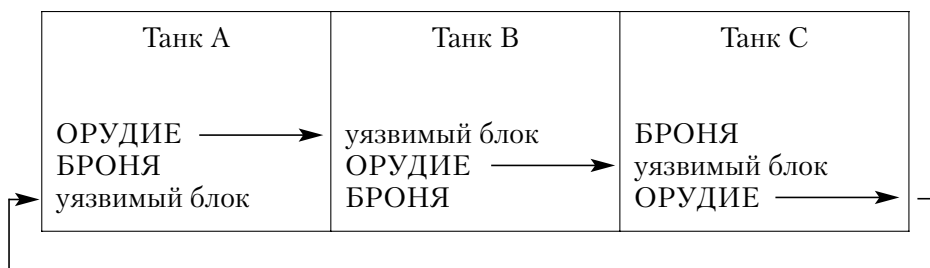 Танк А Танк В Танк С
ОРУДИЕ уязвимый блок БРОНЯ
БРОНЯ ОРУДИЕ уязвимый блок
уязвимый блок БРОНЯ ОРУДИЕ